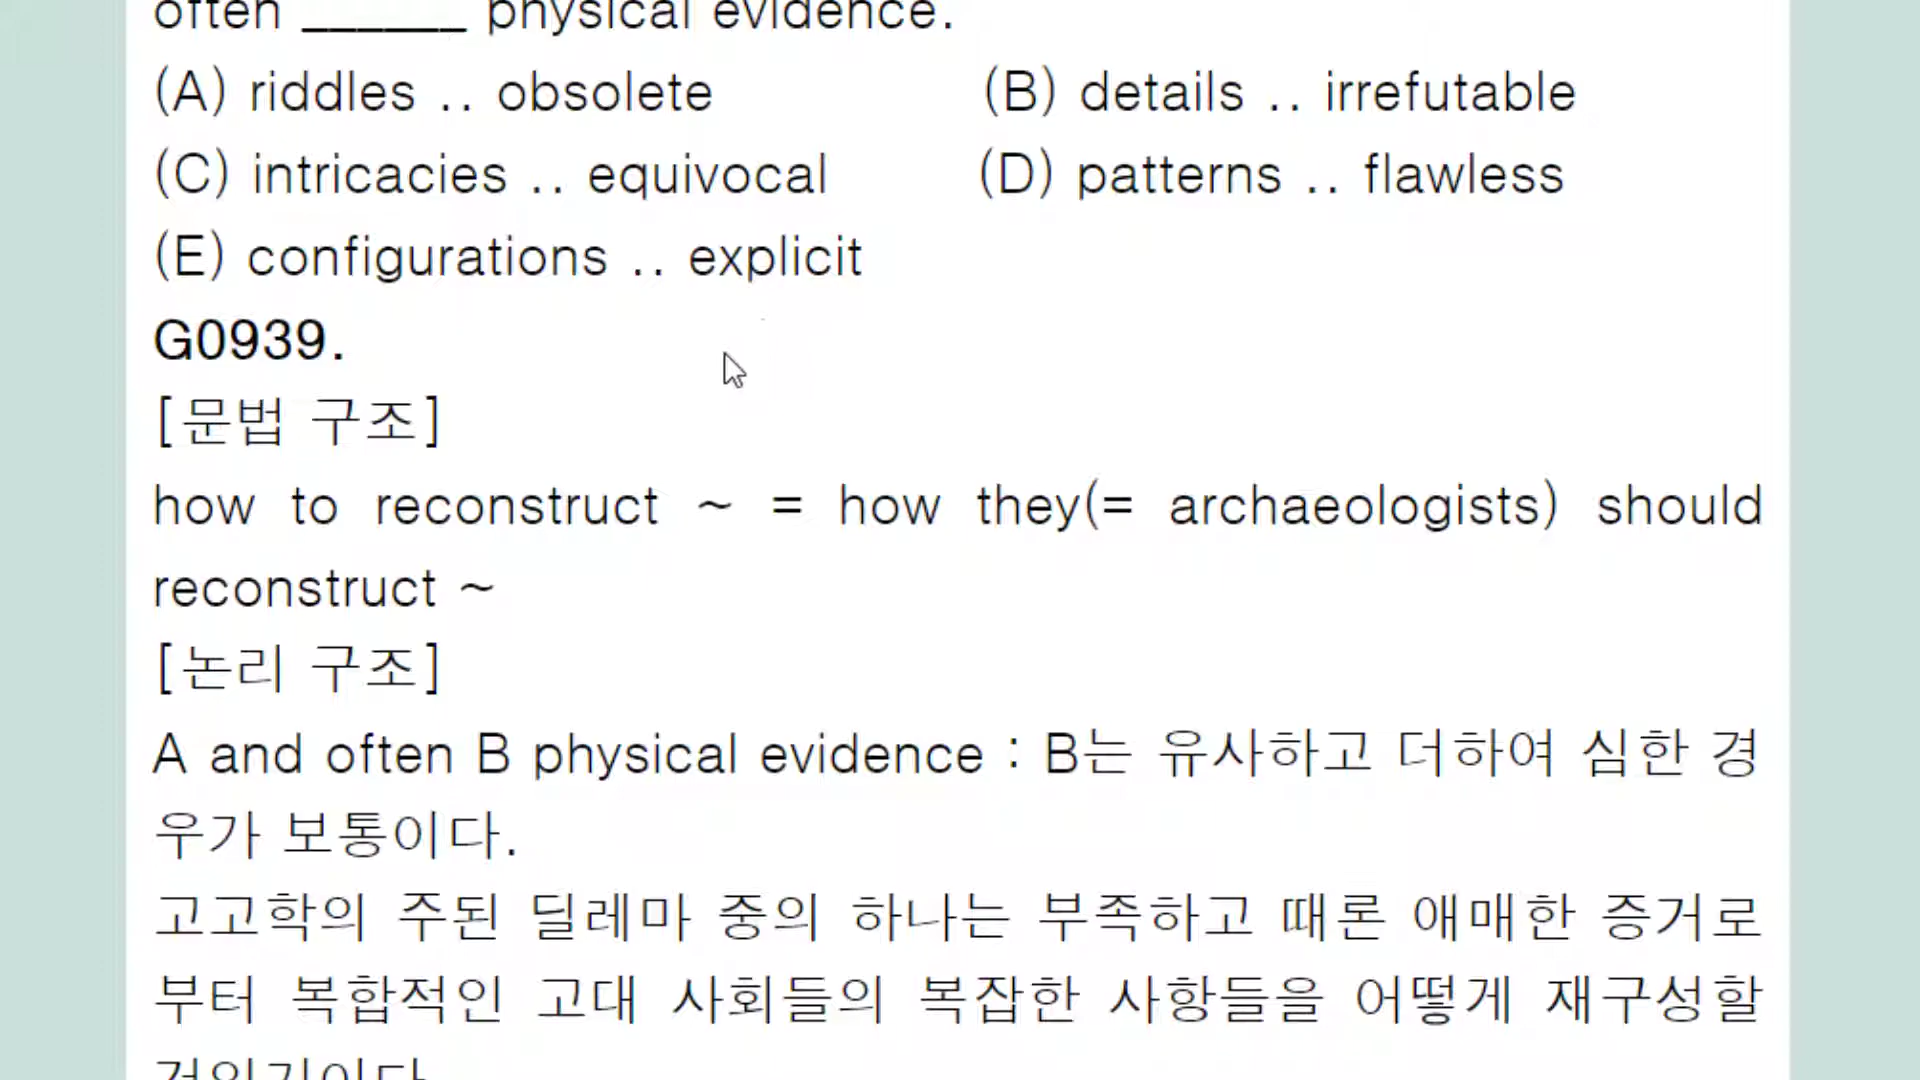 often ______ physical evidence.
(A) riddles .. obsolete (B) details .. irrefutable
(C) intricacies .. equivocal (D) patterns .. flawless
(E) configurations .. explicit
G0939.
[문법 구조]
how to reconstruct ~ = how they(= archaeologists) should
reconstruct ~
[논리 구조]
A and often B physical evidence : B는 유사하고 더하여 심한 경
우가 보통이다.
고고학의 주된 딜레마 중의 하나는 부족하고 때론 애매한 증거로
부터 복합적인 고대 사회들의 복잡한 사항들을 어떻게 재구성할
것인가이다.